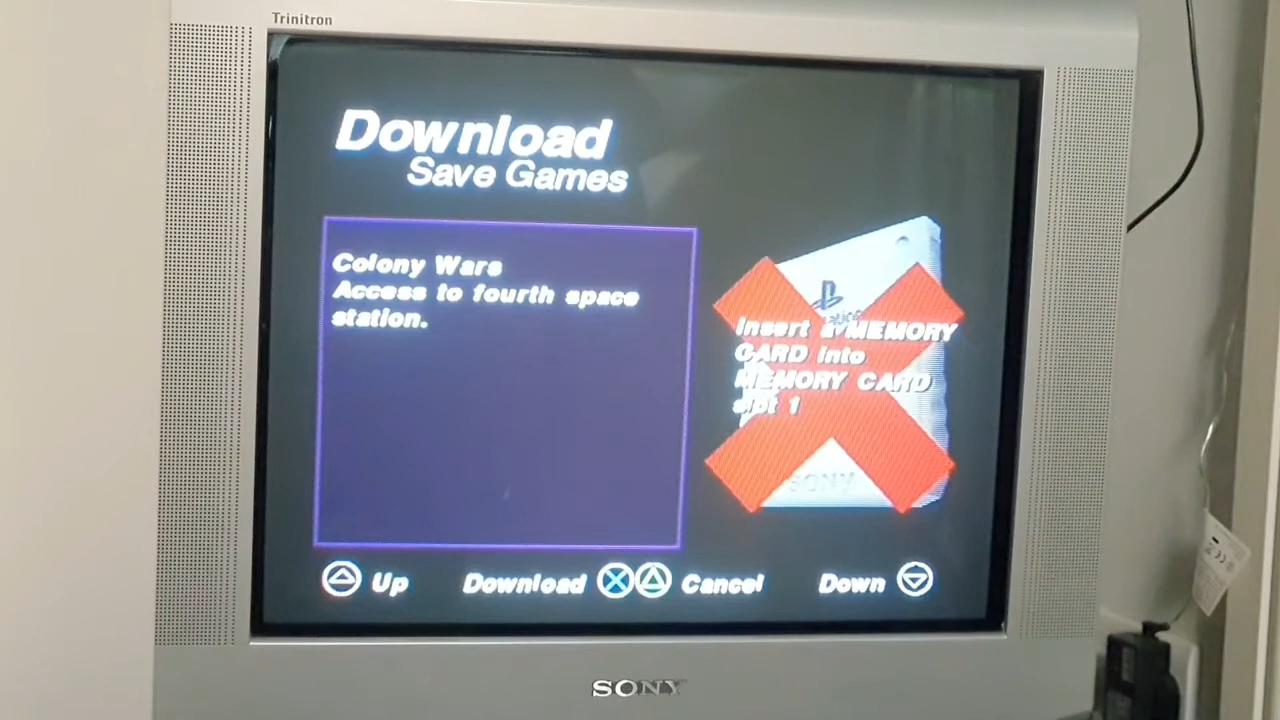 Trinitron
Download
Save Games
Colony Wars
Access to fourth space
station.
Insert a MEMORY
CARD into
MEMORY CARD
slot 1
SONY
Up
Download
Cancel
Down
SONY